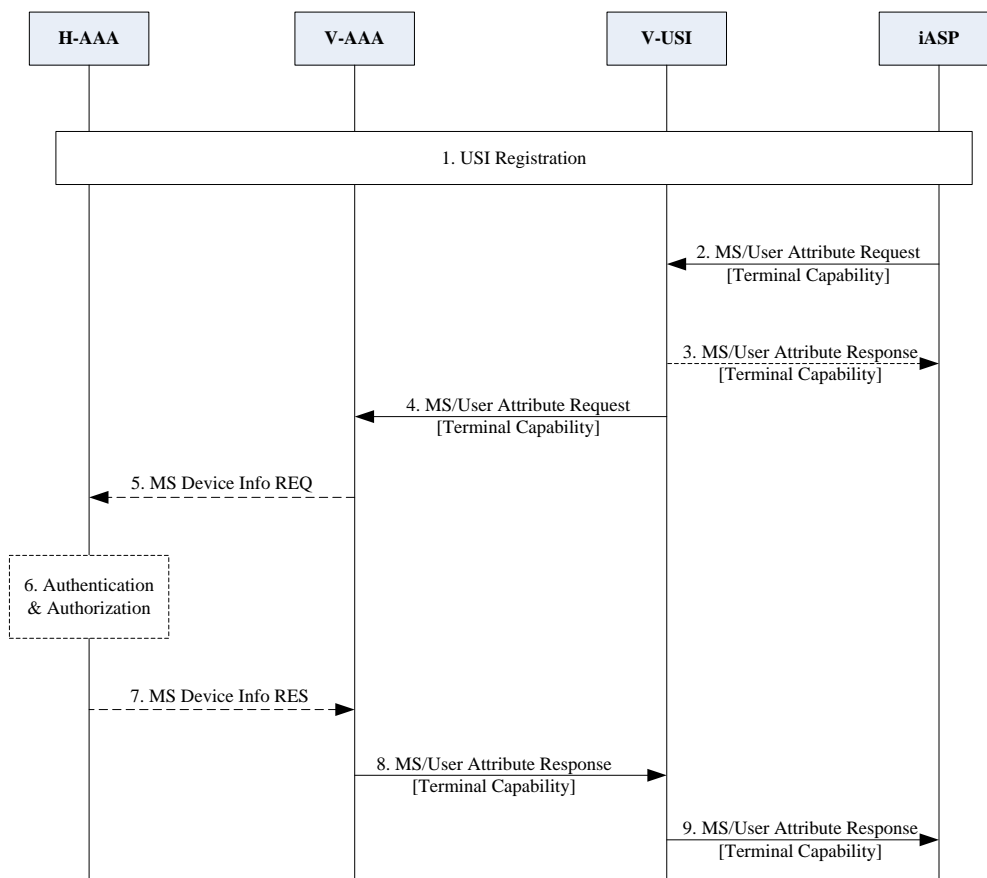 H-AAA
V-AAA
V-USI
iASP
1. USI Registration
2. MS/User Attribute Request
[Terminal Capability]
3. MS/User Attribute Response
[Terminal Capability]
4. MS/User Attribute Request
[Terminal Capability]
5. MS Device Info REQ
6. Authentication
& Authorization
7. MS Device Info RES
8. MS/User Attribute Response
[Terminal Capability]
9. MS/User Attribute Response
[Terminal Capability]